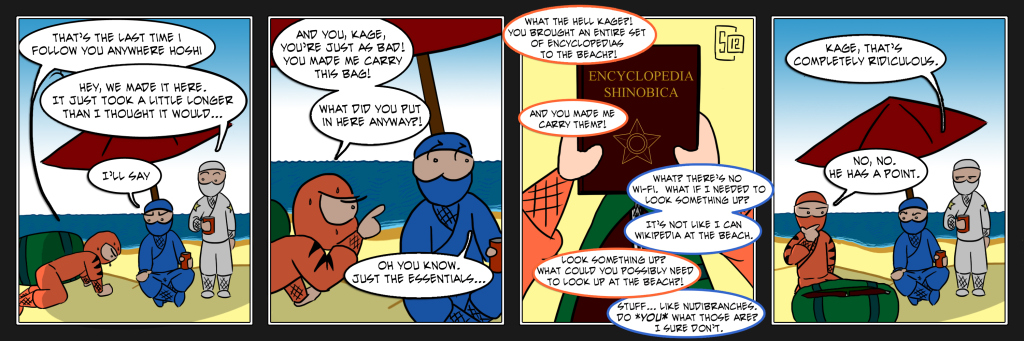 THAT'S THE LAST TIME I
FOLLOW YOU ANYWHERE HOSHI
HEY, WE MADE IT HERE.
IT JUST TOOK A LITTLE LONGER
THAN I THOUGHT IT WOULD...
I'LL SAY
AND YOU, KAGE,
YOU'RE JUST AS BAD!
YOU MADE ME CARRY
THIS BAG!
WHAT DID YOU PUT
IN HERE ANYWAY?!
OH YOU KNOW.
JUST THE ESSENTIALS...
WHAT THE HELL KAGE?!
YOU BROUGHT AN ENTIRE SET
OF ENCYCLOPEDIAS
TO THE BEACH?!
ENCYCLOPEDIA
SHINOBICA
AND YOU MADE ME
CARRY THEM?!
WHAT? THERE'S NO
WI-FI. WHAT IF I NEEDED TO
LOOK SOMETHING UP?
IT'S NOT LIKE I CAN
WIKIPEDIA AT THE BEACH.
LOOK SOMETHING UP?
WHAT COULD YOU POSSIBLY NEED
TO LOOK UP AT THE BEACH?!
STUFF... LIKE NUDIBRANCHES.
DO *YOU* WHAT THOSE ARE?
I SURE DON'T.
KAGE, THAT'S
COMPLETELY RIDICULOUS.
NO, NO.
HE HAS A POINT.